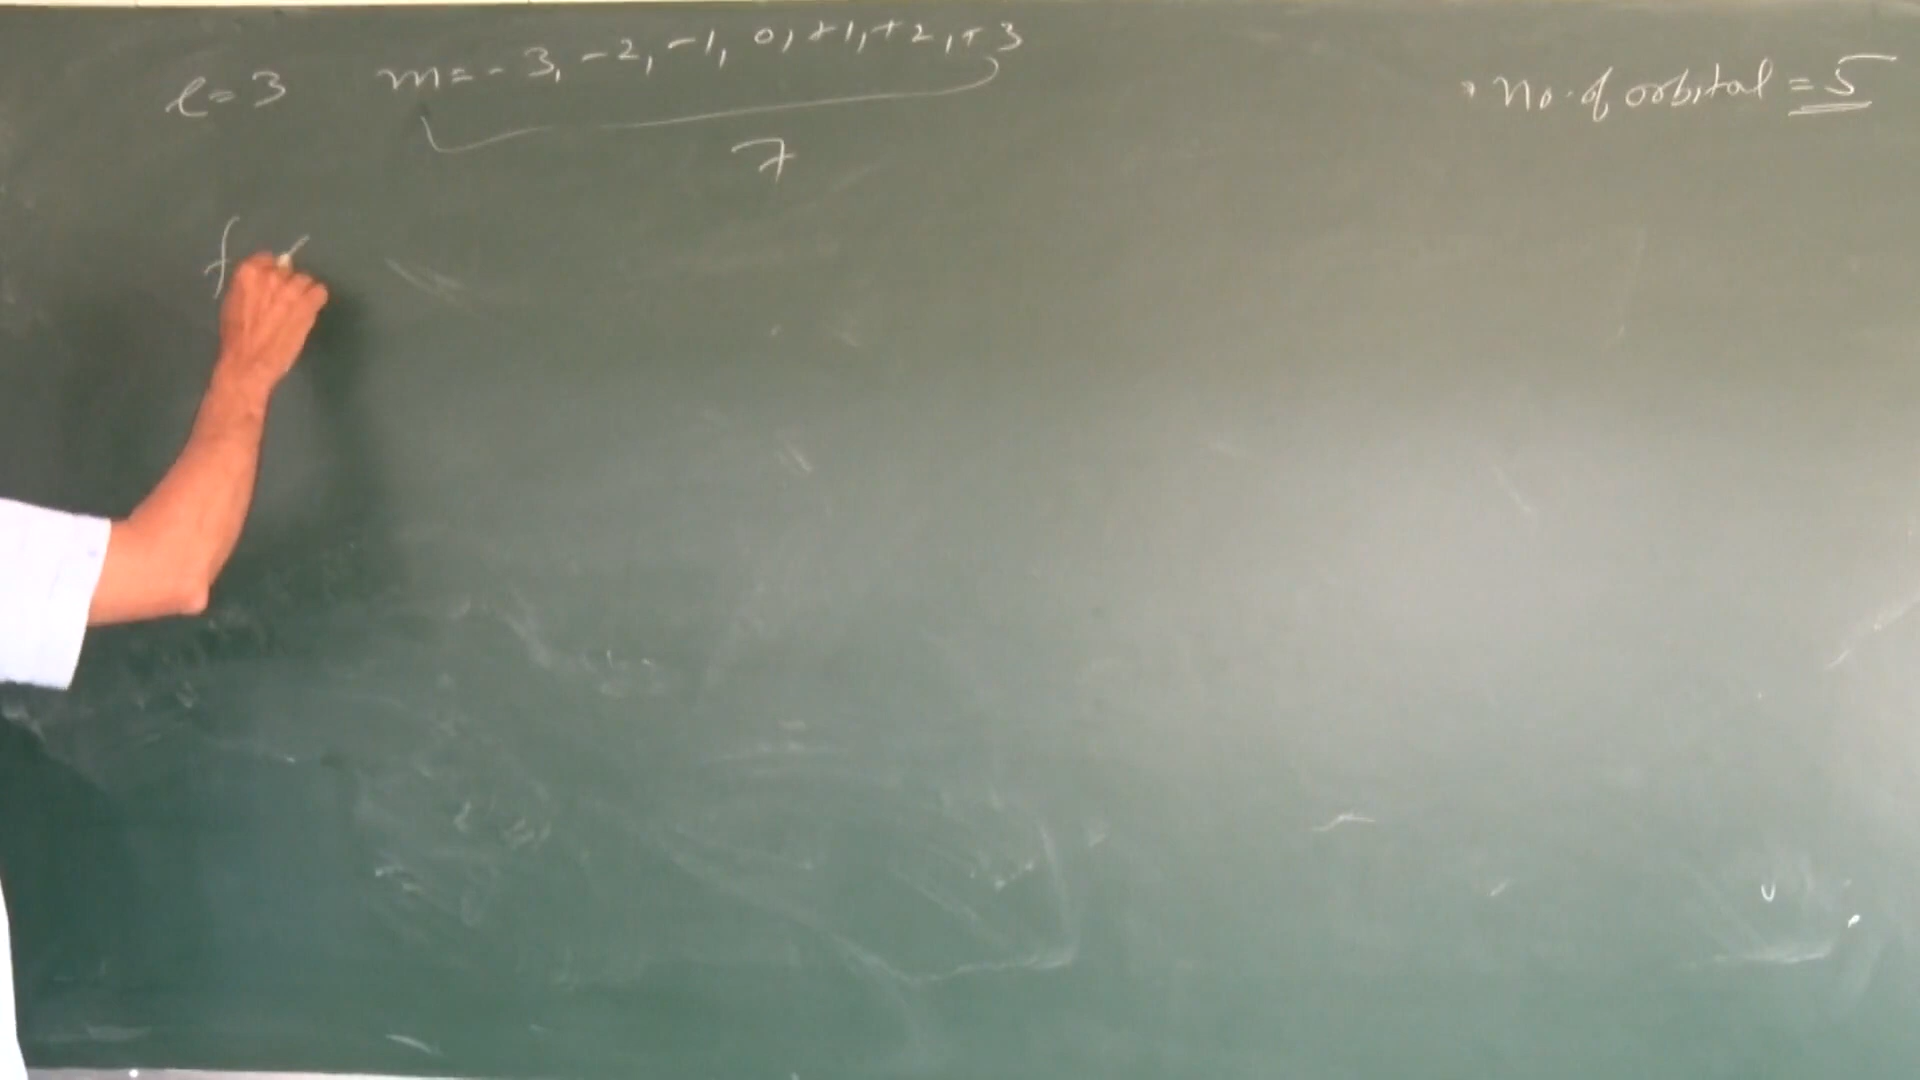 l=3 m=-3, -2, -1, 0, +1, +2, +3
7
No. of orbital = 5
f